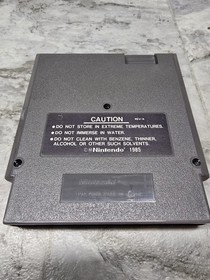 CAUTION
REV-A
•DO NOT STORE IN EXTREME TEMPERATURES.
•DO NOT IMMERSE IN WATER.
•DO NOT CLEAN WITH BENZENE, THINNER,
ALCOHOL OR OTHER SUCH SOLVENTS.
©®Nintendo® 1985